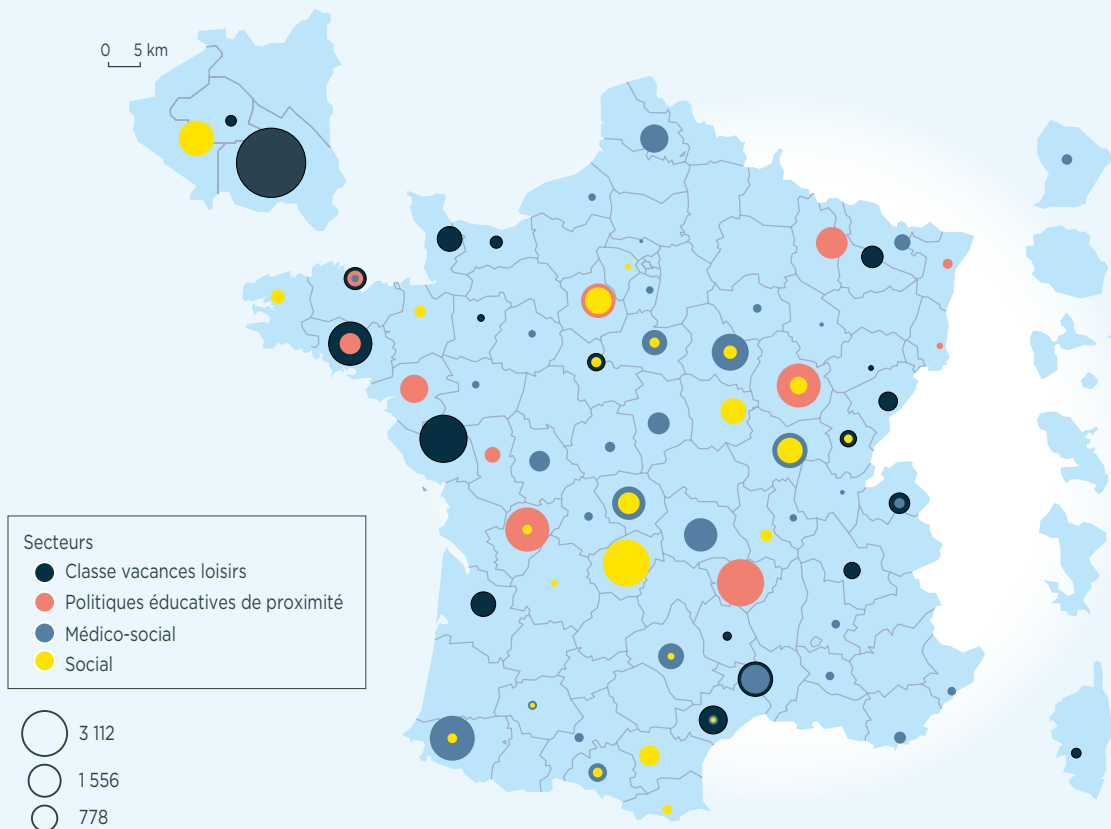 0 5 km
Secteurs
Classe vacances loisirs
Politiques éducatives de proximité
Médico-social
Social
3 112
1 556
778